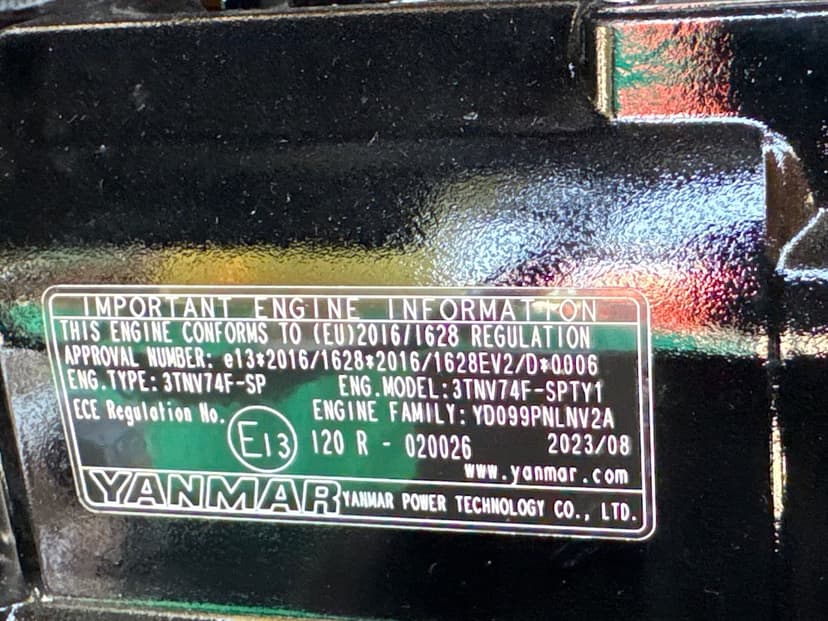 IMPORTANT ENGINE INFORMATION
THIS ENGINE CONFORMS TO (EU)2016/1628 REGULATION
APPROVAL NUMBER: e13*2016/1628*2016/1628EV2/D*0006
ENG.TYPE: 3TNV74F-SP ENG.MODEL:3TNV74F-SPTY1
ECE Regulation No. ENGINE FAMILY: YD099PNLNV2A
E13 120 R - 020026 2023/08
www.yanmar.com
YANMAR YANMAR POWER TECHNOLOGY CO., LTD.